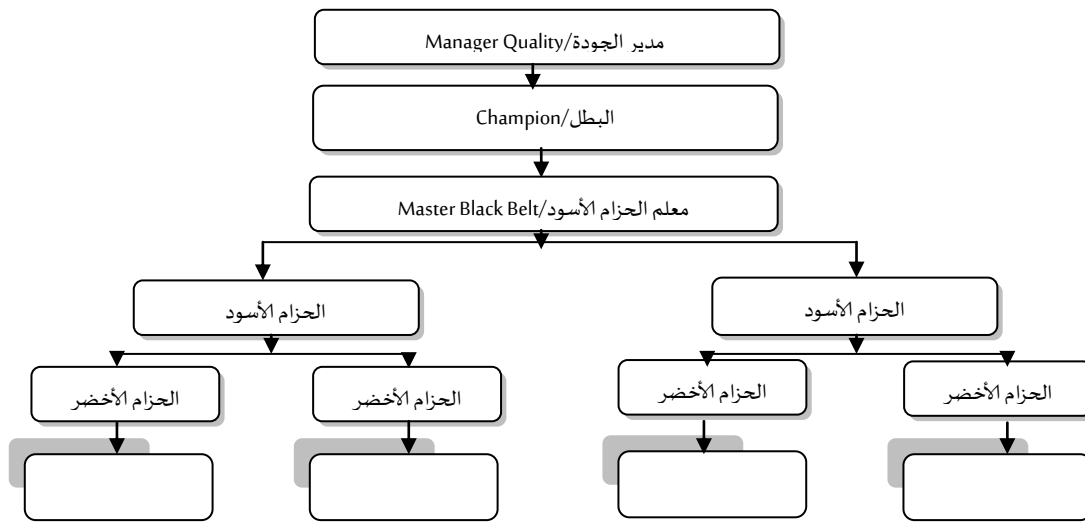 مدير الجودة/Manager Quality
البطل/Champion
معلم الحزام الأسود/Master Black Belt
الحزام الأسود
الحزام الأسود
الحزام الأخضر
الحزام الأخضر
الحزام الأخضر
الحزام الأخضر